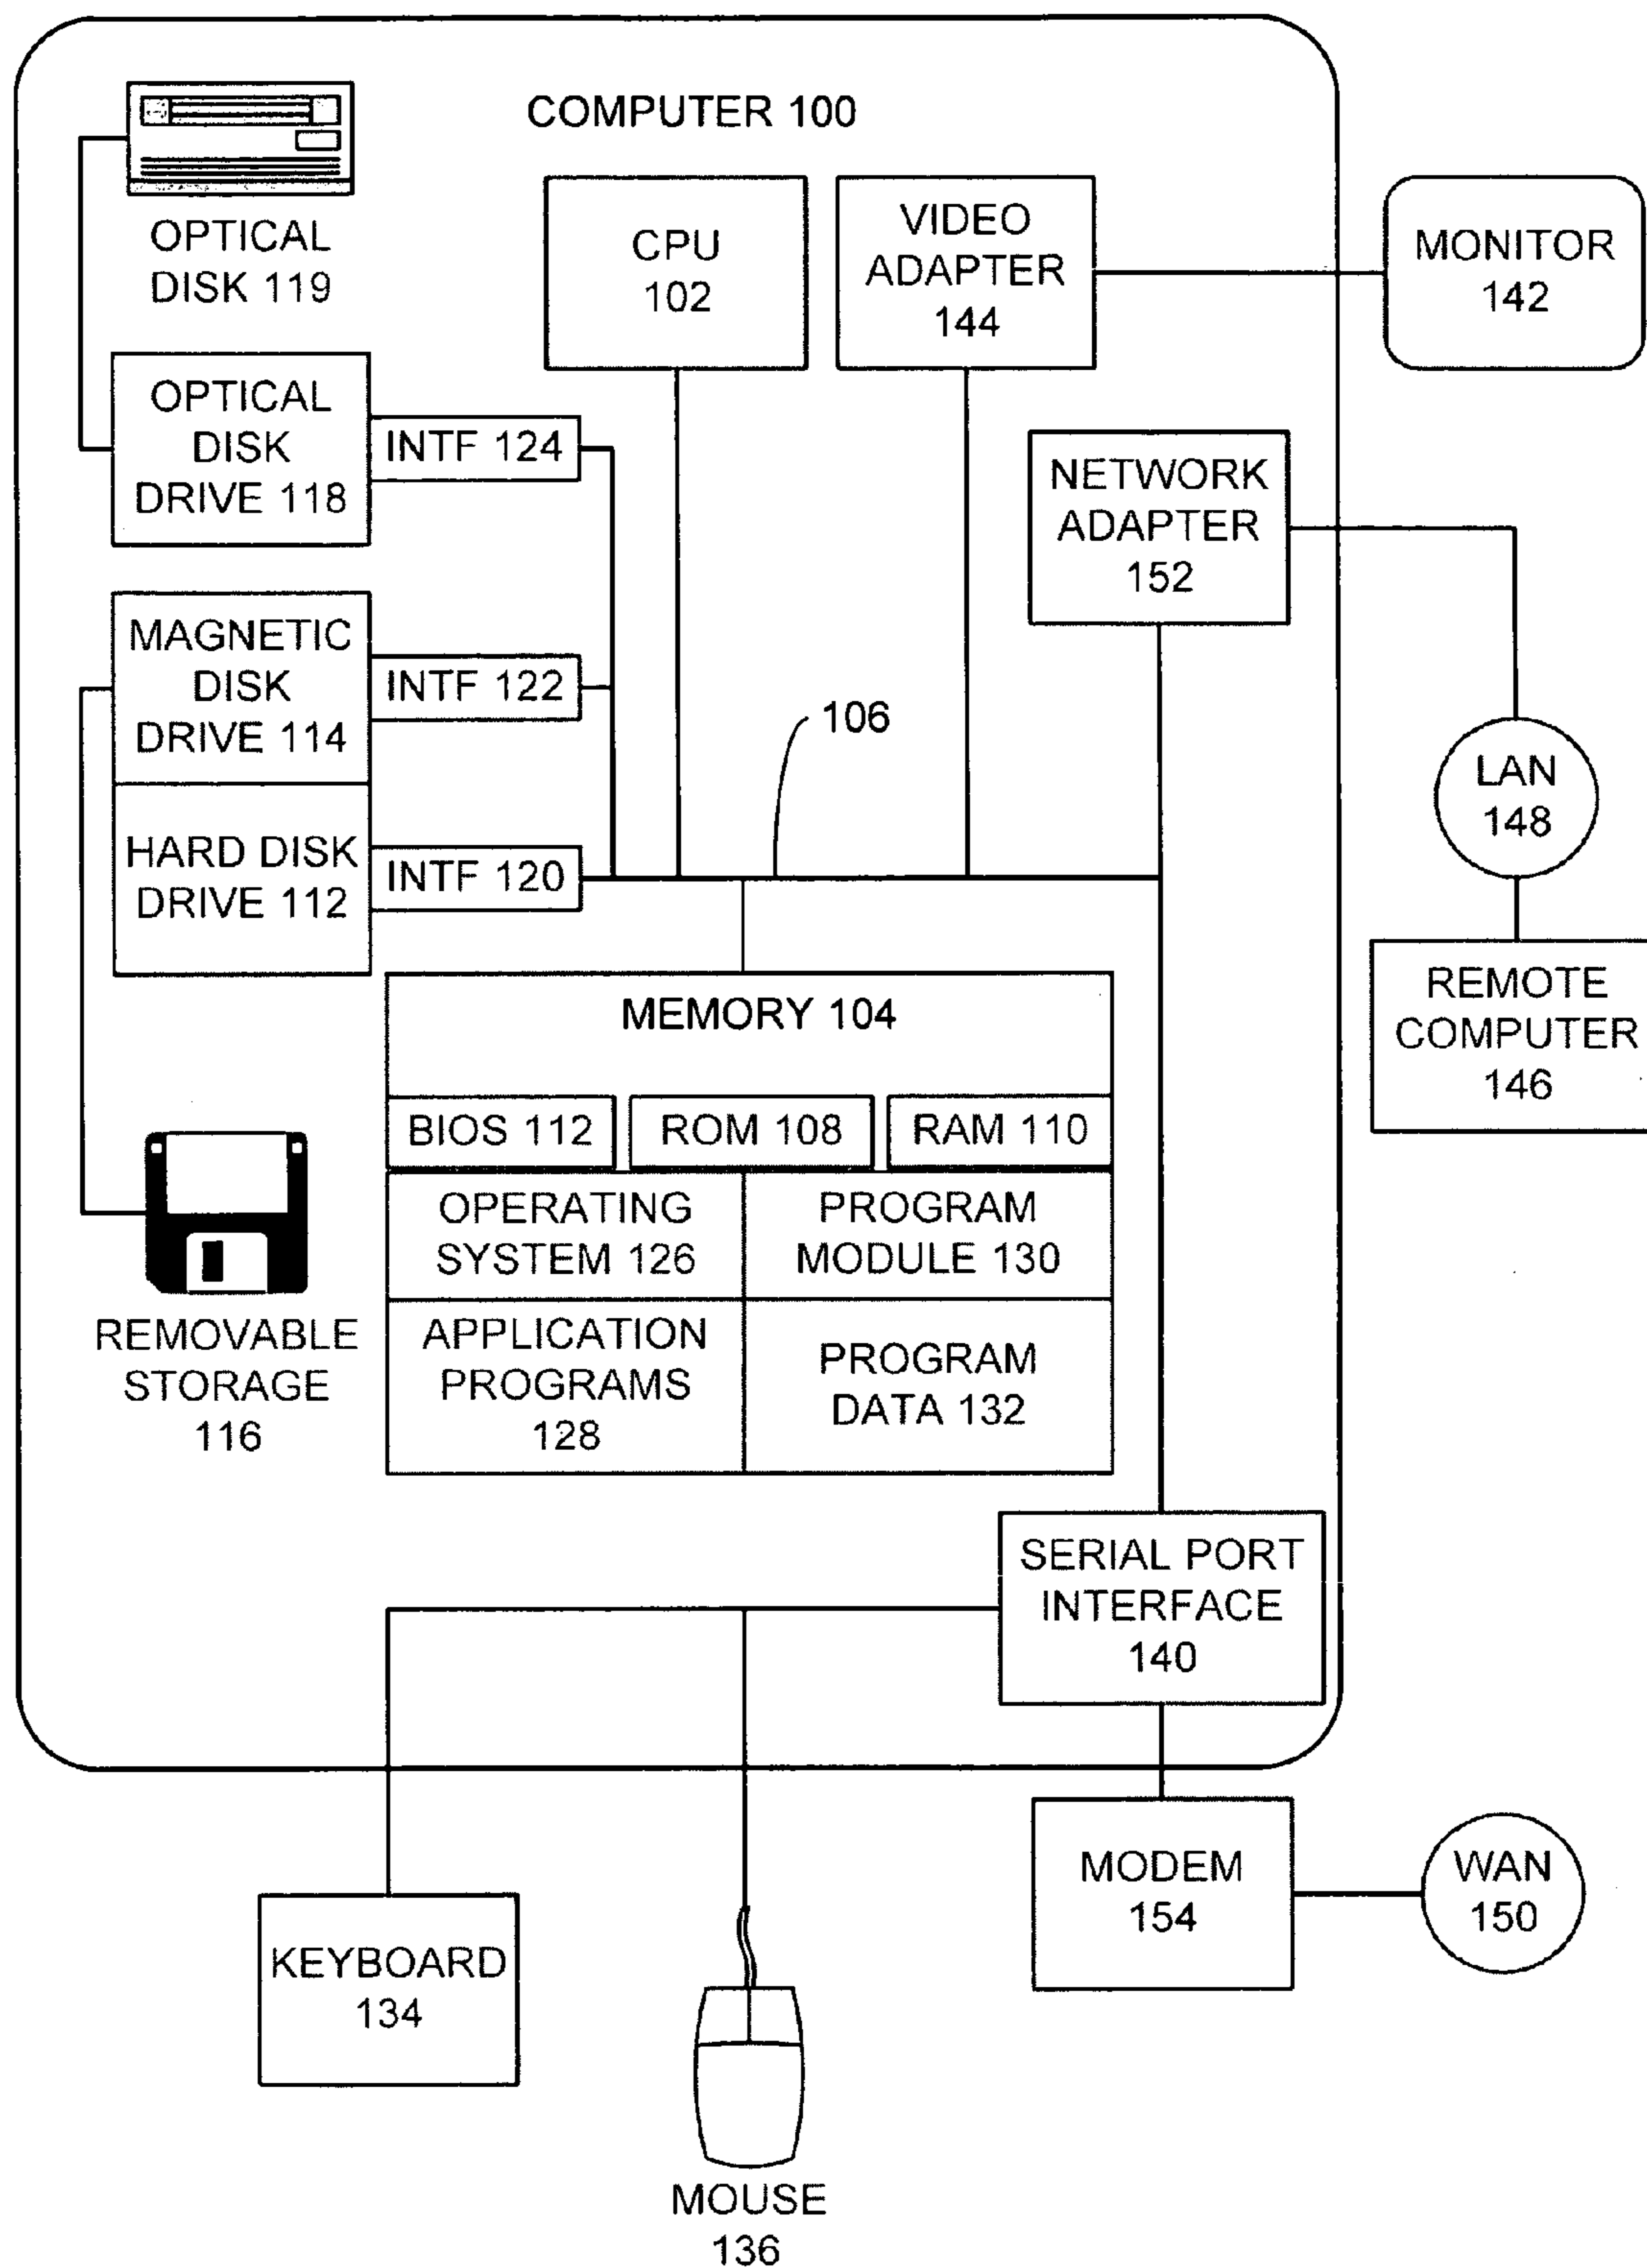 COMPUTER 100
OPTICAL
DISK 119
CPU
102
VIDEO
ADAPTER
144
MONITOR
142
OPTICAL
DISK
DRIVE 118
INTF 124
NETWORK
ADAPTER
152
MAGNETIC
DISK
DRIVE 114
INTF 122
106
LAN
148
HARD DISK
DRIVE 112
INTF 120
REMOTE
COMPUTER
146
MEMORY 104
BIOS 112
ROM 108
RAM 110
OPERATING
SYSTEM 126
PROGRAM
MODULE 130
REMOVABLE
STORAGE
116
APPLICATION
PROGRAMS
128
PROGRAM
DATA 132
SERIAL PORT
INTERFACE
140
MODEM
154
WAN
150
KEYBOARD
134
MOUSE
136